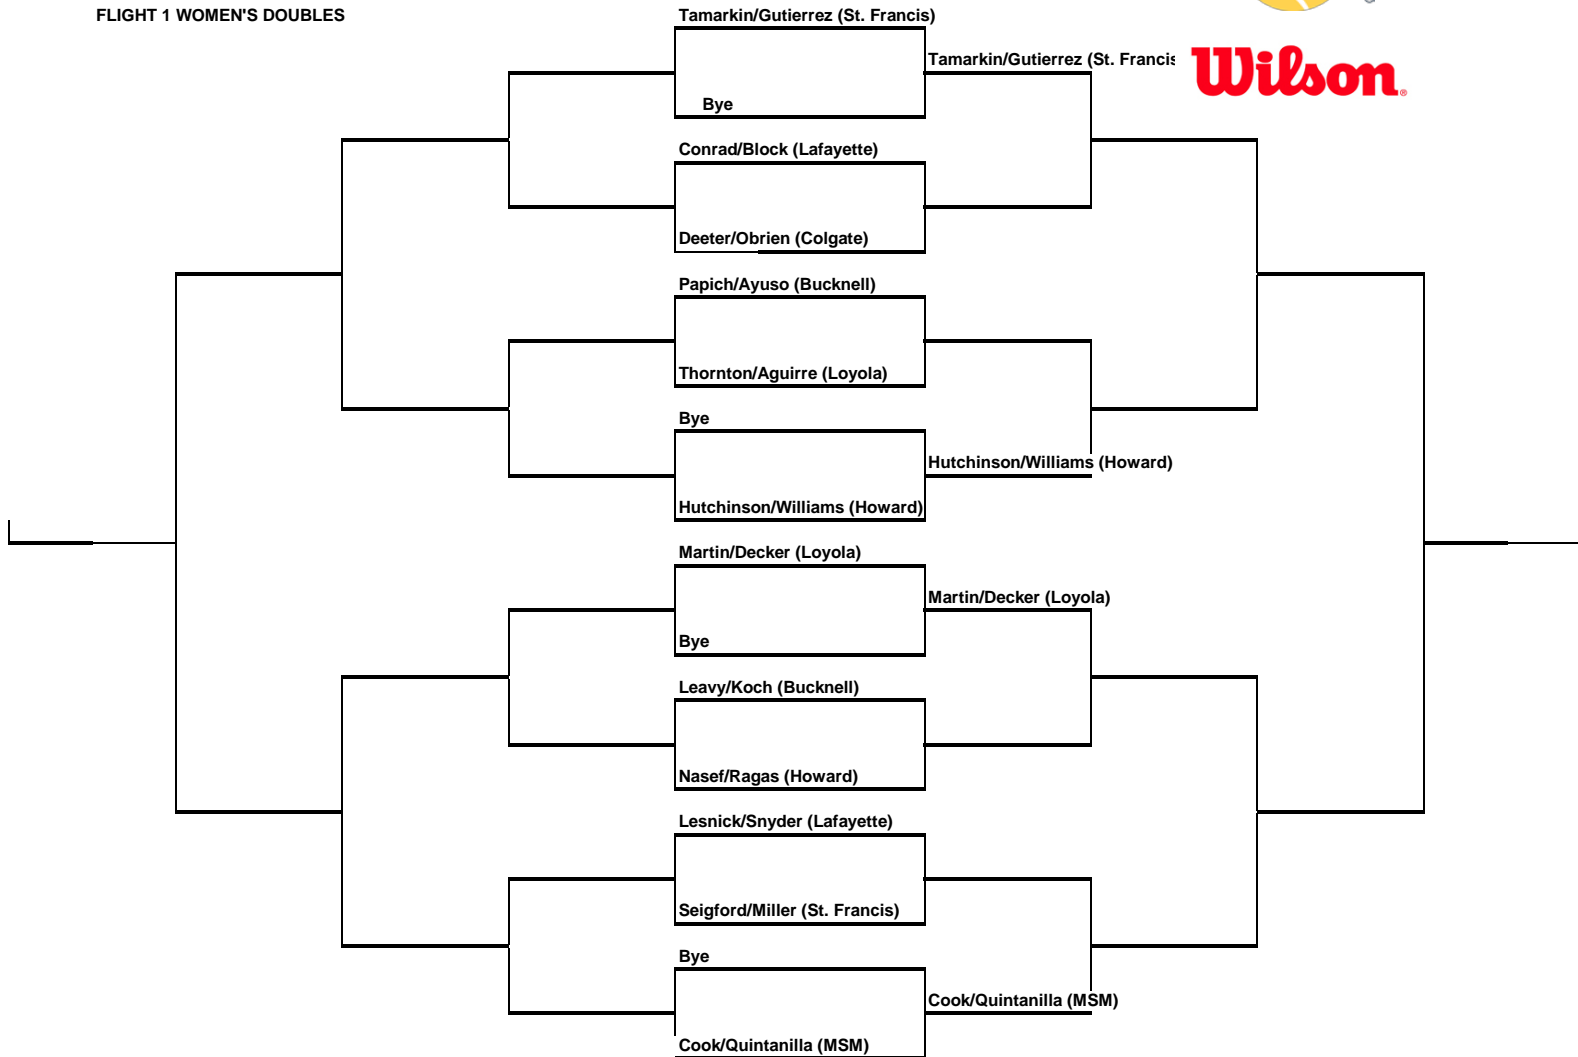 FLIGHT 1 WOMEN'S DOUBLES
Tamarkin/Gutierrez (St. Francis)
Tamarkin/Gutierrez (St. Francis
Wilson®
Bye
Conrad/Block (Lafayette)
Deeter/Obrien (Colgate)
Papich/Ayuso (Bucknell)
Thornton/Aguirre (Loyola)
Bye
Hutchinson/Williams (Howard)
Hutchinson/Williams (Howard)
Martin/Decker (Loyola)
Martin/Decker (Loyola)
Bye
Leavy/Koch (Bucknell)
Nasef/Ragas (Howard)
Lesnick/Snyder (Lafayette)
Seigford/Miller (St. Francis)
Bye
Cook/Quintanilla (MSM)
Cook/Quintanilla (MSM)